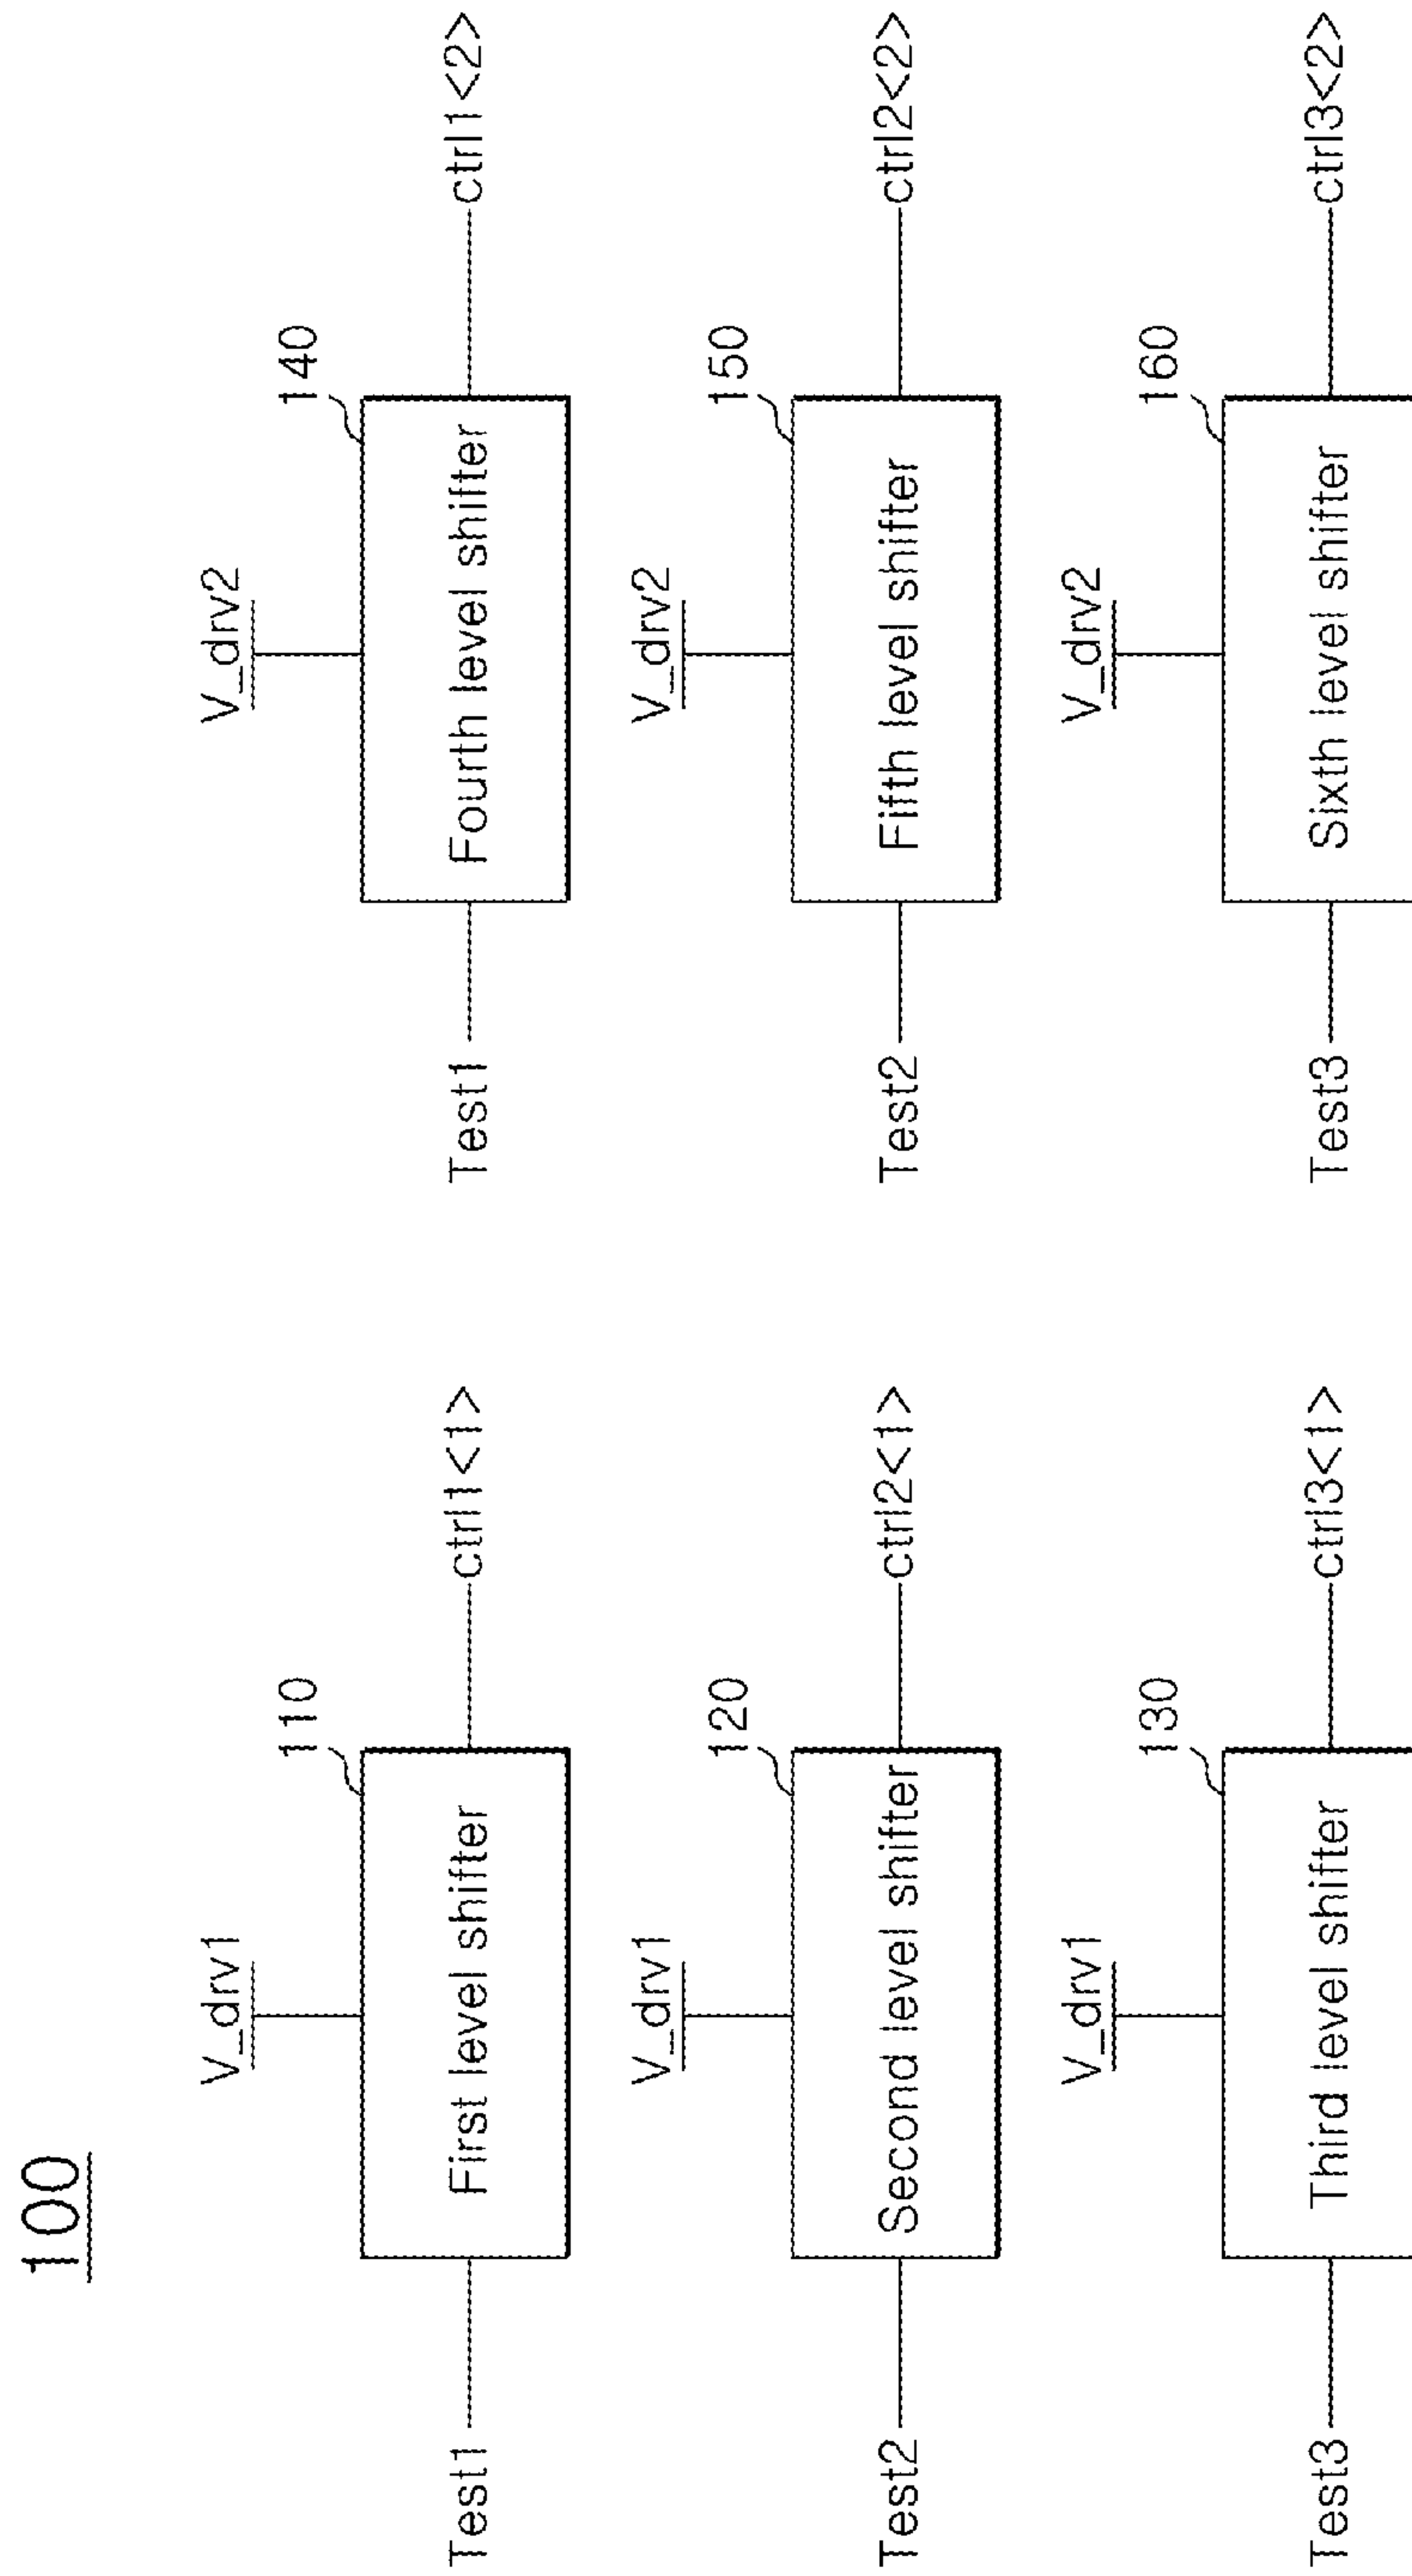 100
V_drv1
110
Test1
First level shifter
ctrl1<1>
V_drv1
120
Test2
Second level shifter
ctrl2<1>
V_drv1
130
Test3
Third level shifter
ctrl3<1>
V_drv2
140
Test1
Fourth level shifter
ctrl1<2>
V_drv2
150
Test2
Fifth level shifter
ctrl2<2>
V_drv2
160
Test3
Sixth level shifter
ctrl3<2>